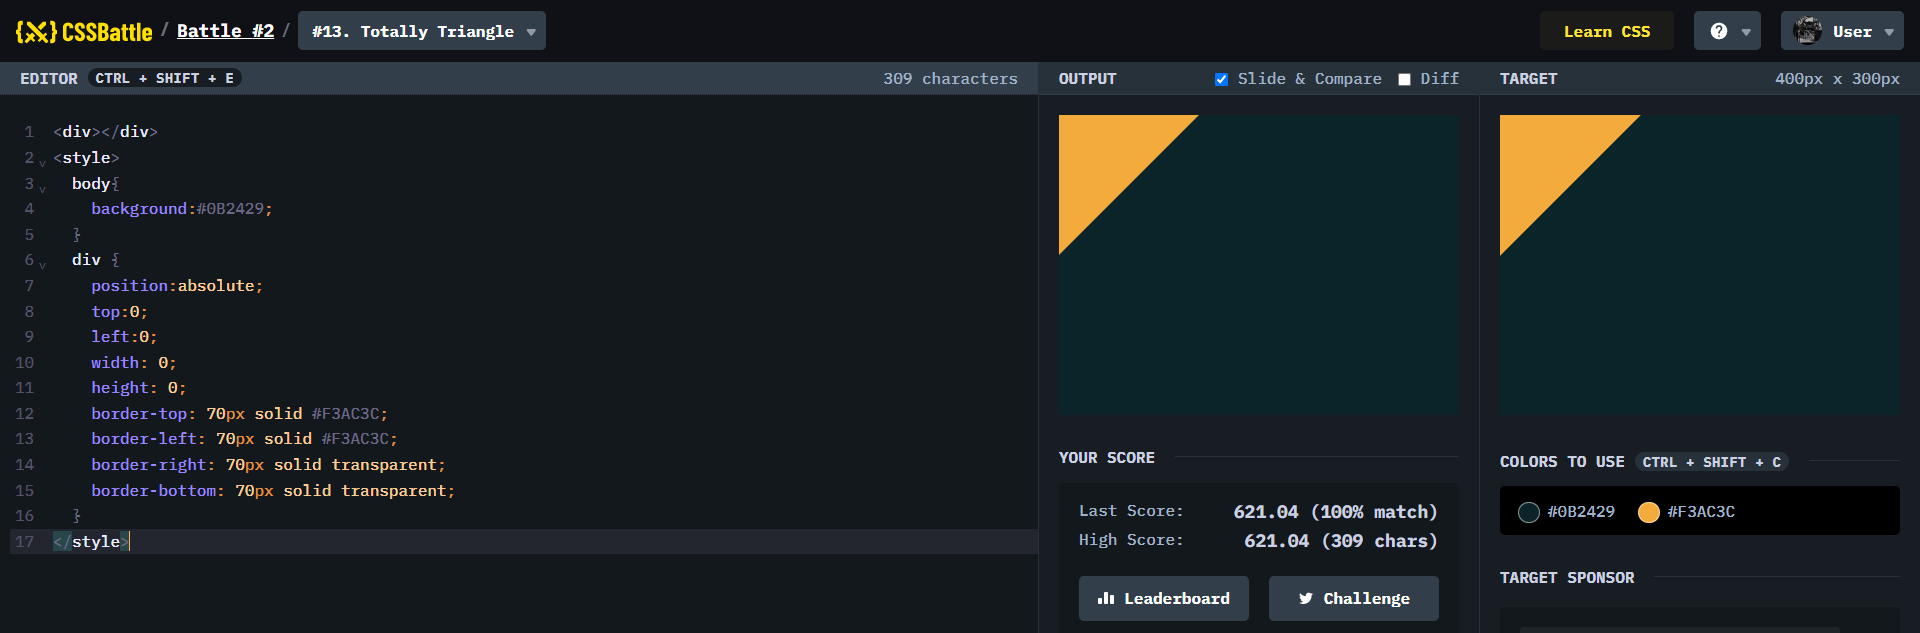 {X} CSSBattle / Battle #2 / #13. Totally Triangle
Learn CSS
?
User
EDITOR CTRL + SHIFT + E
309 characters
OUTPUT
Slide & Compare
Diff
TARGET
400px x 300px
1 <div></div>
2 <style>
3 body{
4 background:#0B2429;
5 }
6 div {
7 position:absolute;
8 top:0;
9 left:0;
10 width: 0;
11 height: 0;
12 border-top: 70px solid #F3AC3C;
13 border-left: 70px solid #F3AC3C;
14 border-right: 70px solid transparent;
15 border-bottom: 70px solid transparent;
16 }
17 </style>
YOUR SCORE
Last Score: 621.04 (100% match)
High Score: 621.04 (309 chars)
Leaderboard
Challenge
COLORS TO USE CTRL + SHIFT + C
#0B2429 #F3AC3C
TARGET SPONSOR